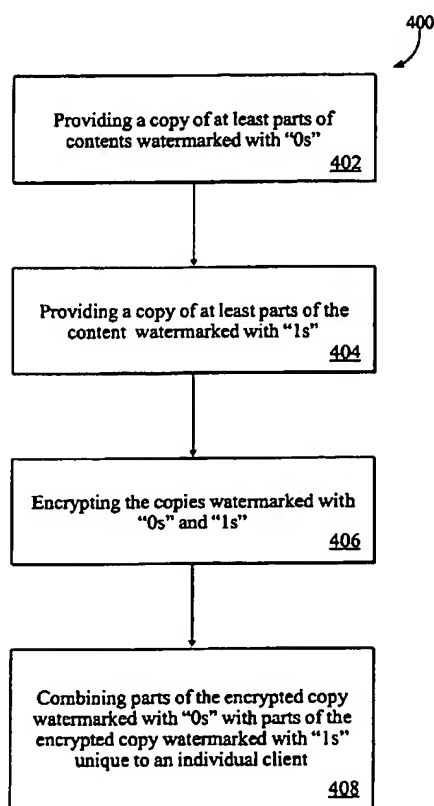 400
Providing a copy of at least parts of
contents watermarked with “0s”
402
Providing a copy of at least parts of the
content watermarked with “1s”
404
Encrypting the copies watermarked with
“0s” and “1s”
406
Combining parts of the encrypted copy
watermarked with “0s” with parts of the
encrypted copy watermarked with “1s”
unique to an individual client
408